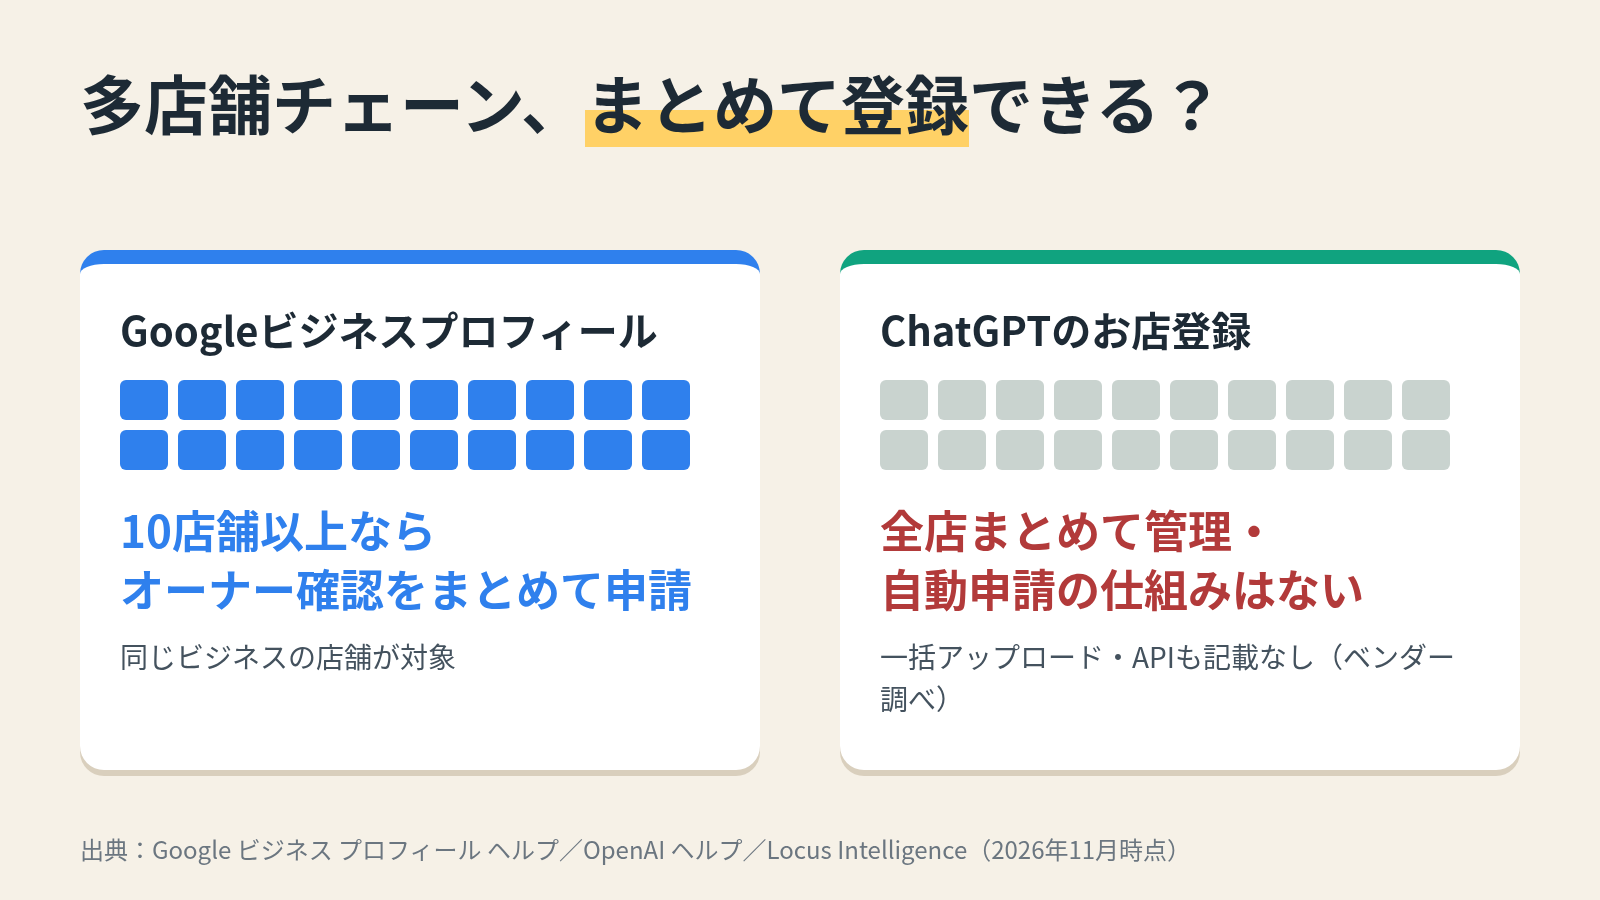 多店舗チェーン、まとめて登録できる？
Googleビジネスプロフィール
10店舗以上なら
オーナー確認をまとめて申請
同じビジネスの店舗が対象
ChatGPTのお店登録
全店まとめて管理・
自動申請の仕組みはない
一括アップロード・APIも記載なし（ベンダー
調べ）
出典：Google ビジネス プロフィール ヘルプ／OpenAI ヘルプ／Locus Intelligence（2026年11月時点）